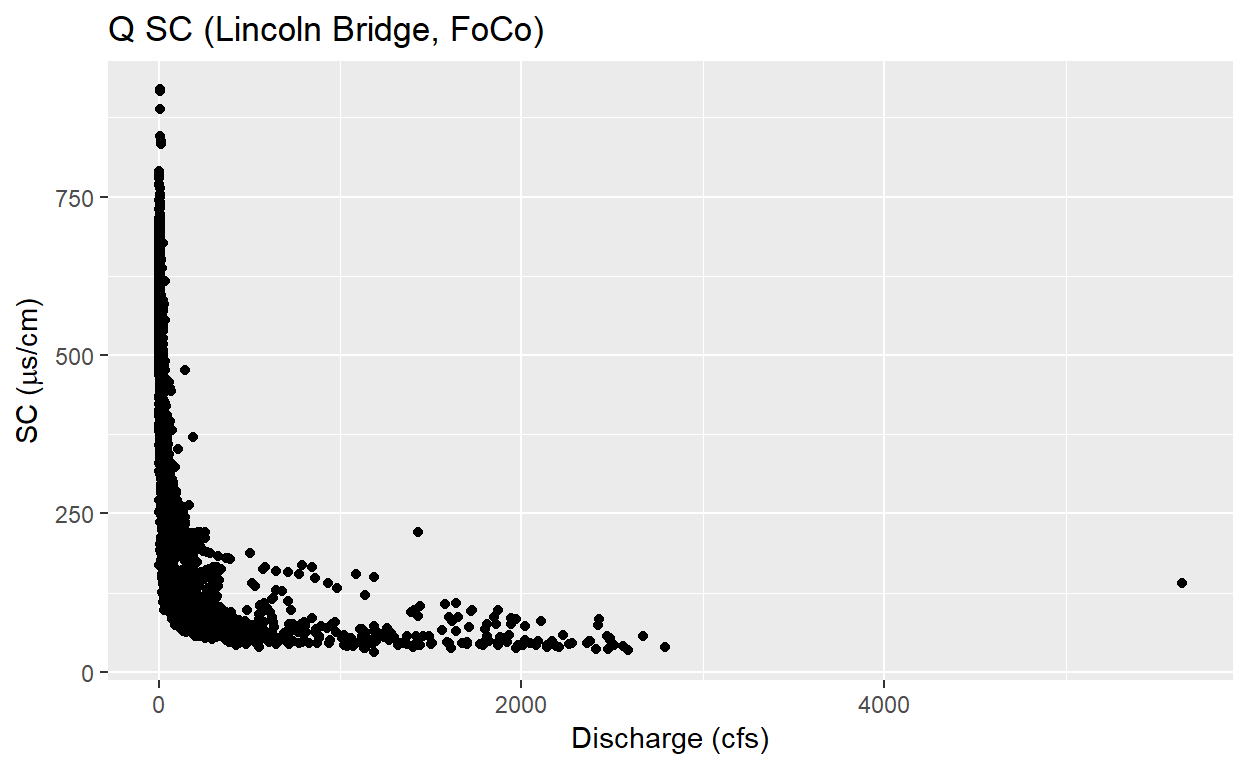 Q SC (Lincoln Bridge, FoCo)
SC (μs/cm)
750
500
250
0
0 2000 4000
Discharge (cfs)